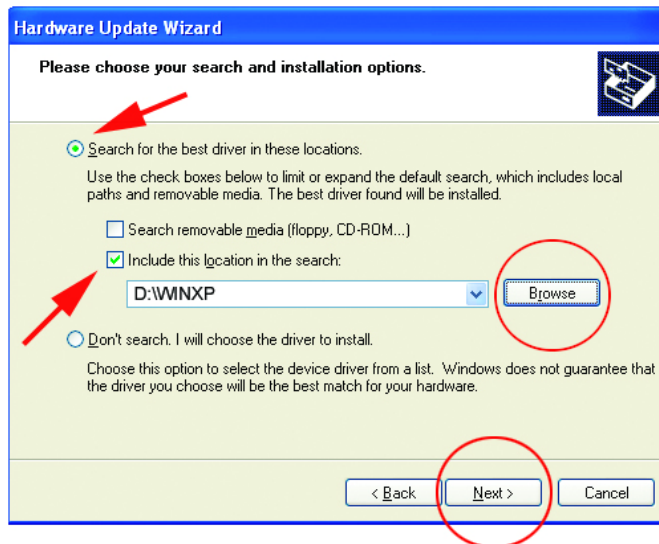 Hardware Update Wizard
Please choose your search and installation options.
Search for the best driver in these locations.
Use the check boxes below to limit or expand the default search, which includes local
paths and removable media. The best driver found will be installed.
Search removable media (floppy, CD-ROM...)
Include this location in the search:
D:\WINXP
Browse
Don't search. I will choose the driver to install.
Choose this option to select the device driver from a list. Windows does not guarantee that
the driver you choose will be the best match for your hardware.
< Back
Next >
Cancel